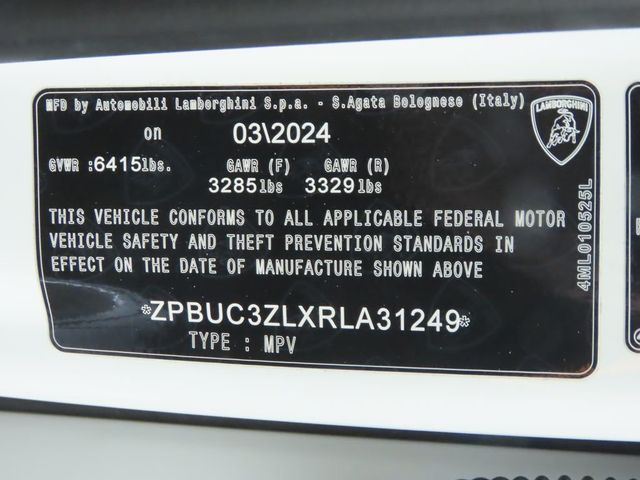 MFD by Automobili Lamborghini S.p.a. - S.Agata Bolognese (Italy)
LAMBORGHINI
on 03\2024
GVWR :6415lbs. GAWR (F) GAWR (R)
3285lbs 3329lbs
THIS VEHICLE CONFORMS TO ALL APPLICABLE FEDERAL MOTOR
VEHICLE SAFETY AND THEFT PREVENTION STANDARDS IN
EFFECT ON THE DATE OF MANUFACTURE SHOWN ABOVE
*ZPBUC3ZLXRLA31249*
TYPE : MPV
4ML010525L